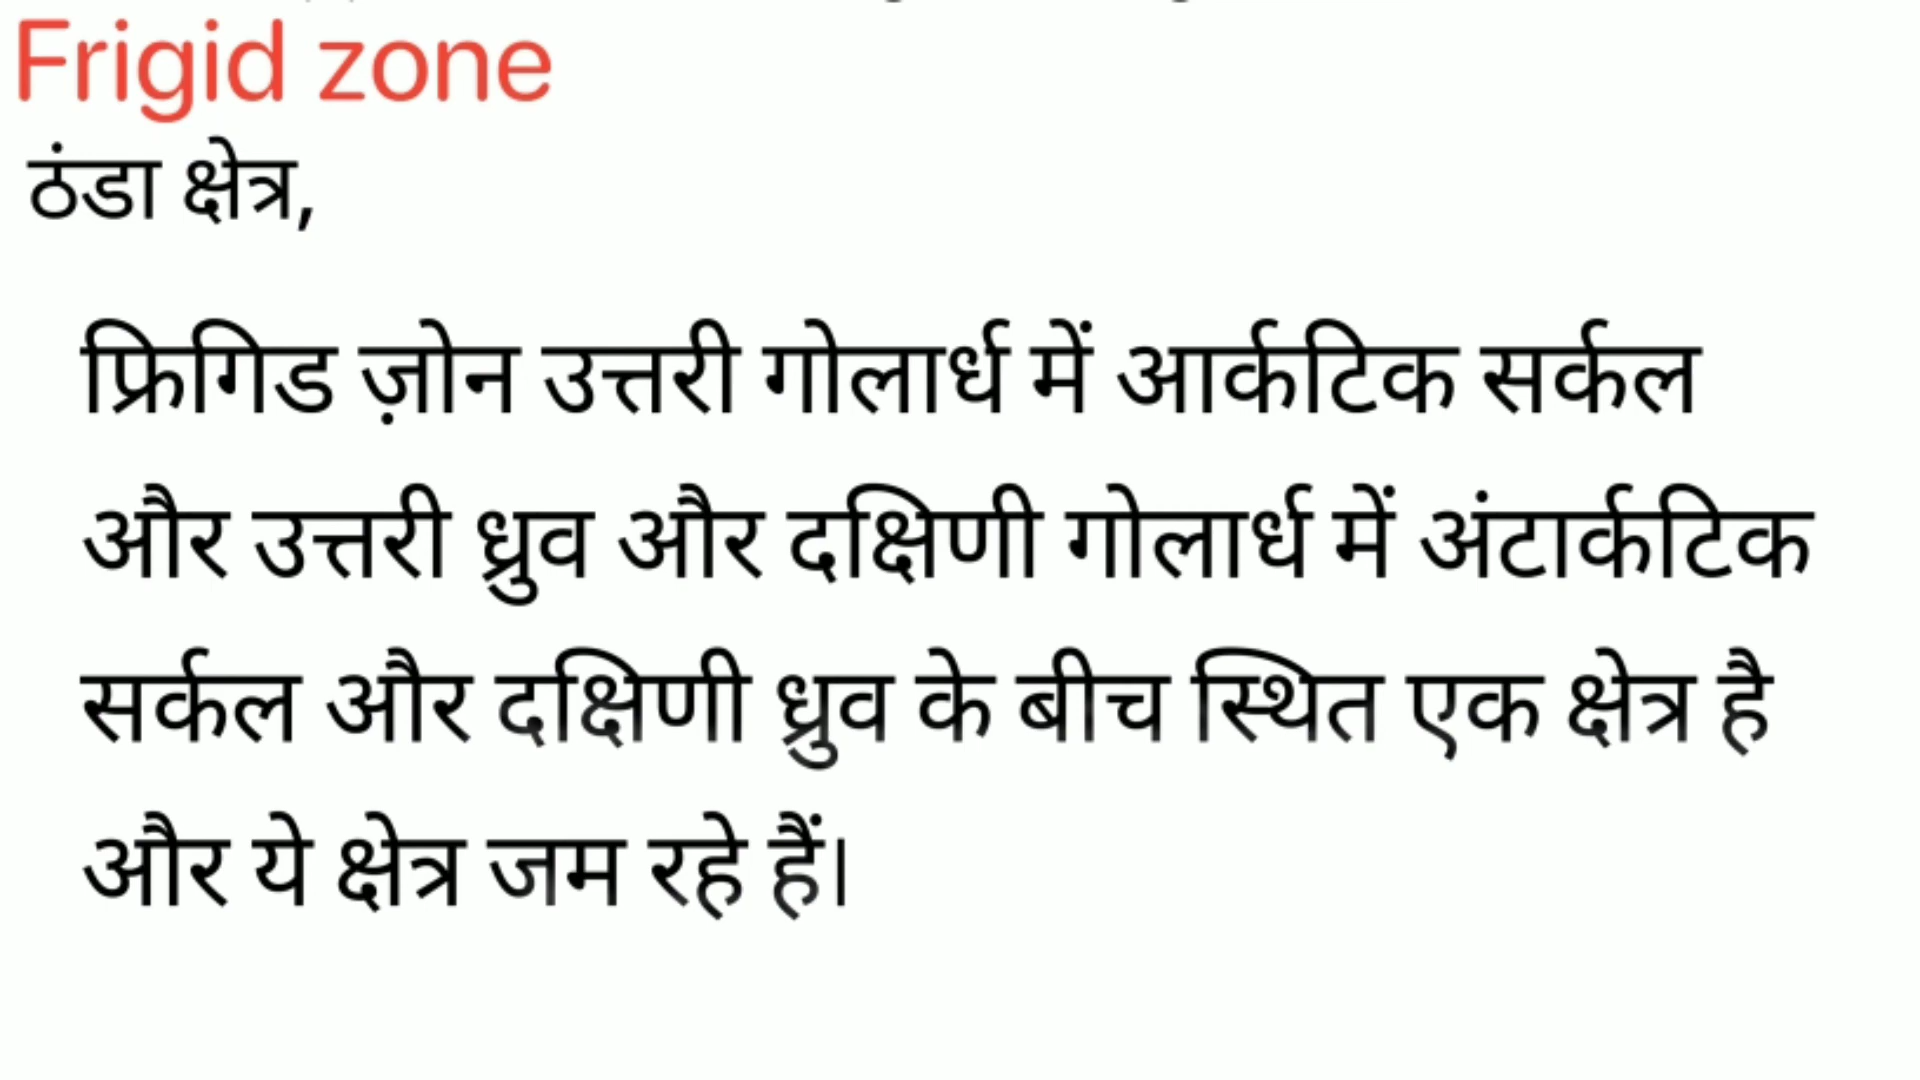 Frigid zone
ठंडा क्षेत्र,
फ्रिगिड ज़ोन उत्तरी गोलार्ध में आर्कटिक सर्कल
और उत्तरी ध्रुव और दक्षिणी गोलार्ध में अंटार्कटिक
सर्कल और दक्षिणी ध्रुव के बीच स्थित एक क्षेत्र है
और ये क्षेत्र जम रहे हैं।